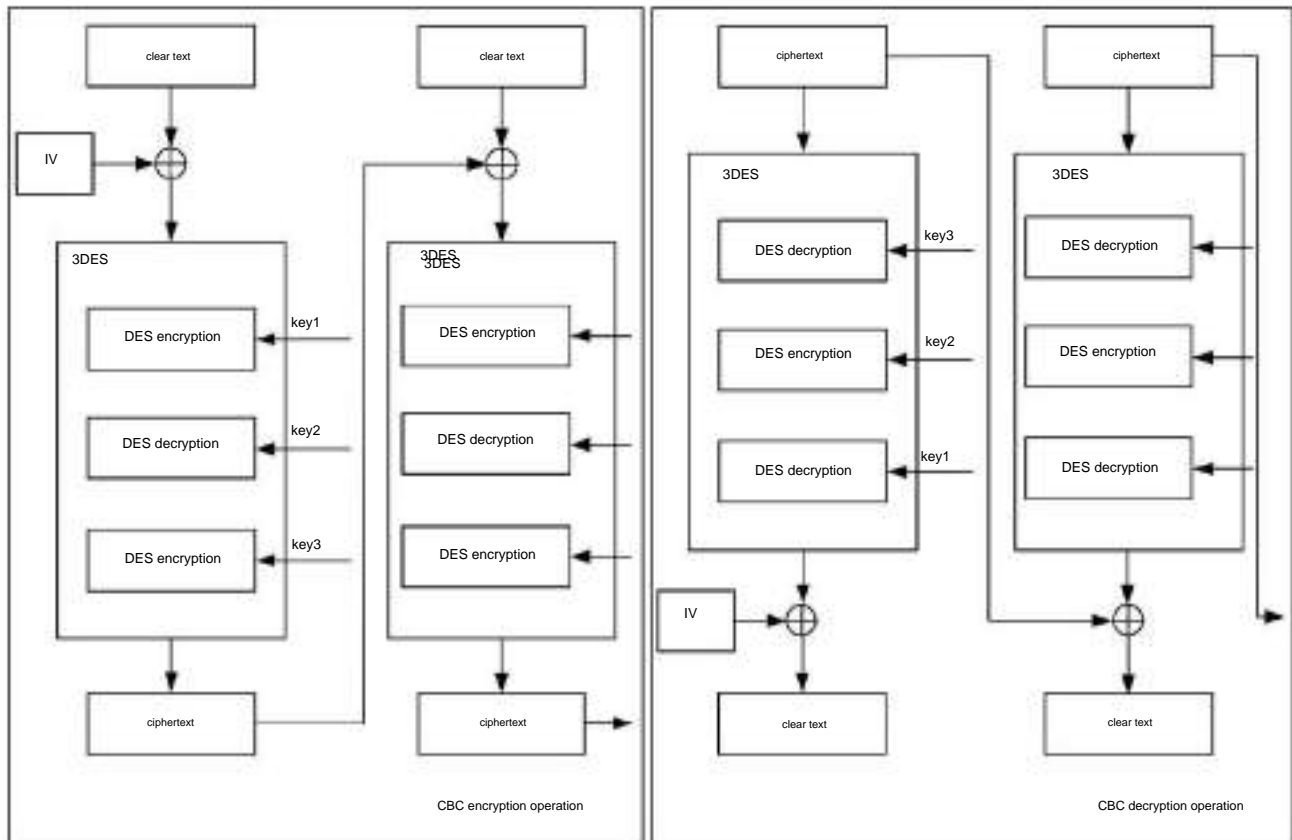 clear text
clear text
IV
3DES
DES encryption
key1
DES decryption
key2
DES encryption
key3
ciphertext
3DES
3DES
DES encryption
DES decryption
DES encryption
ciphertext
CBC encryption operation
ciphertext
ciphertext
3DES
DES decryption
key3
DES encryption
key2
DES decryption
key1
IV
clear text
3DES
DES decryption
DES encryption
DES decryption
clear text
CBC decryption operation